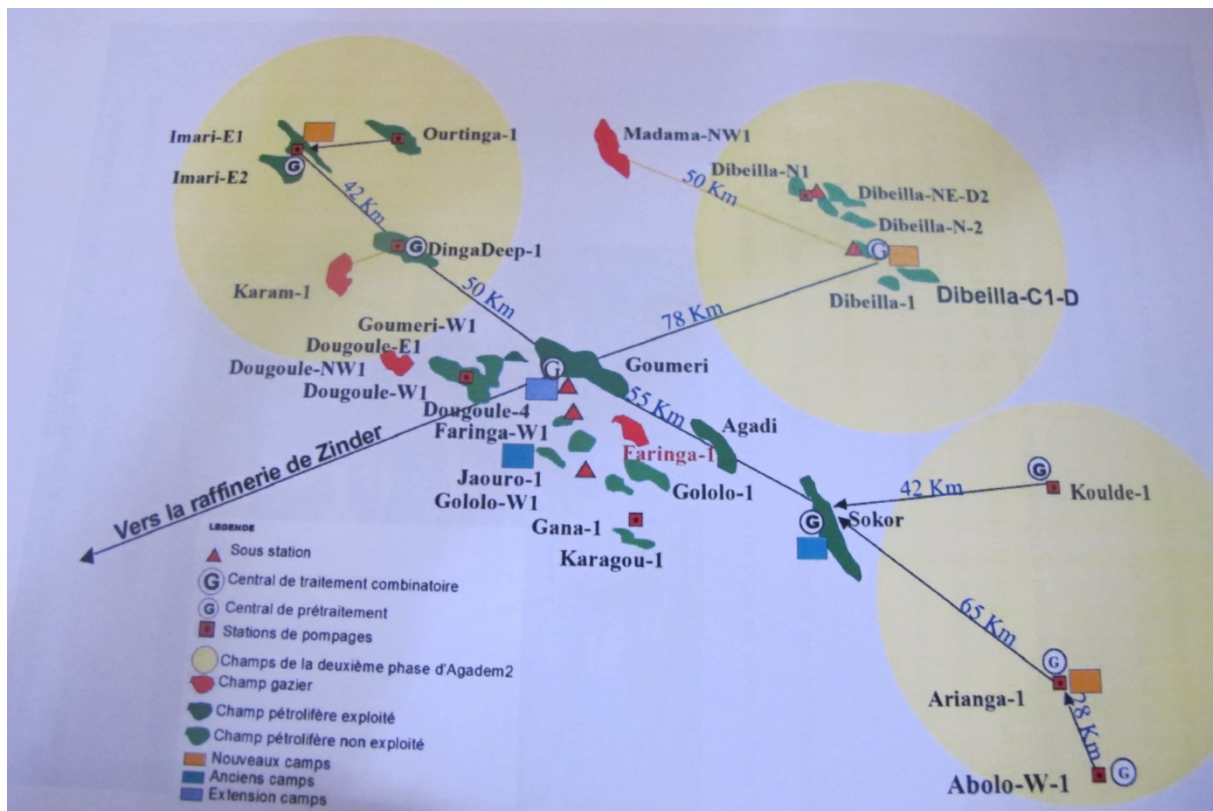 Imari-E1
Ourtinga-1
Imari-E2
42 Km
G
DingaDeep-1
G
Karam-1
50 Km
Madama-NW1
50 Km
Dibeilla-N1
Dibeilla-NE-D2
Dibeilla-N-2
G
Dibeilla-1
Dibeilla-C1-D
78 Km
Goumeri-W1
Dougoule-E1
Dougoule-NW1
Dougoule-W1
G
Goumeri
Dougoule-4
55 Km
Faringa-W1
Faringa-1
Agadi
Jaouro-1
Gololo-W1
Gololo-1
Gana-1
Karagou-1
G
Sokor
42 Km
G
Koulde-1
65 Km
G
Arianga-1
28 Km
Abolo-W-1
G
Vers la raffinerie de Zinder
LEGENDE
Sous station
G Central de traitement combinatoire
G Central de prétraitement
Stations de pompages
Champs de la deuxième phase d'Agadem2
Champ gazier
Champ pétrolifère exploité
Champ pétrolifère non exploité
Nouveaux camps
Anciens camps
Extension camps